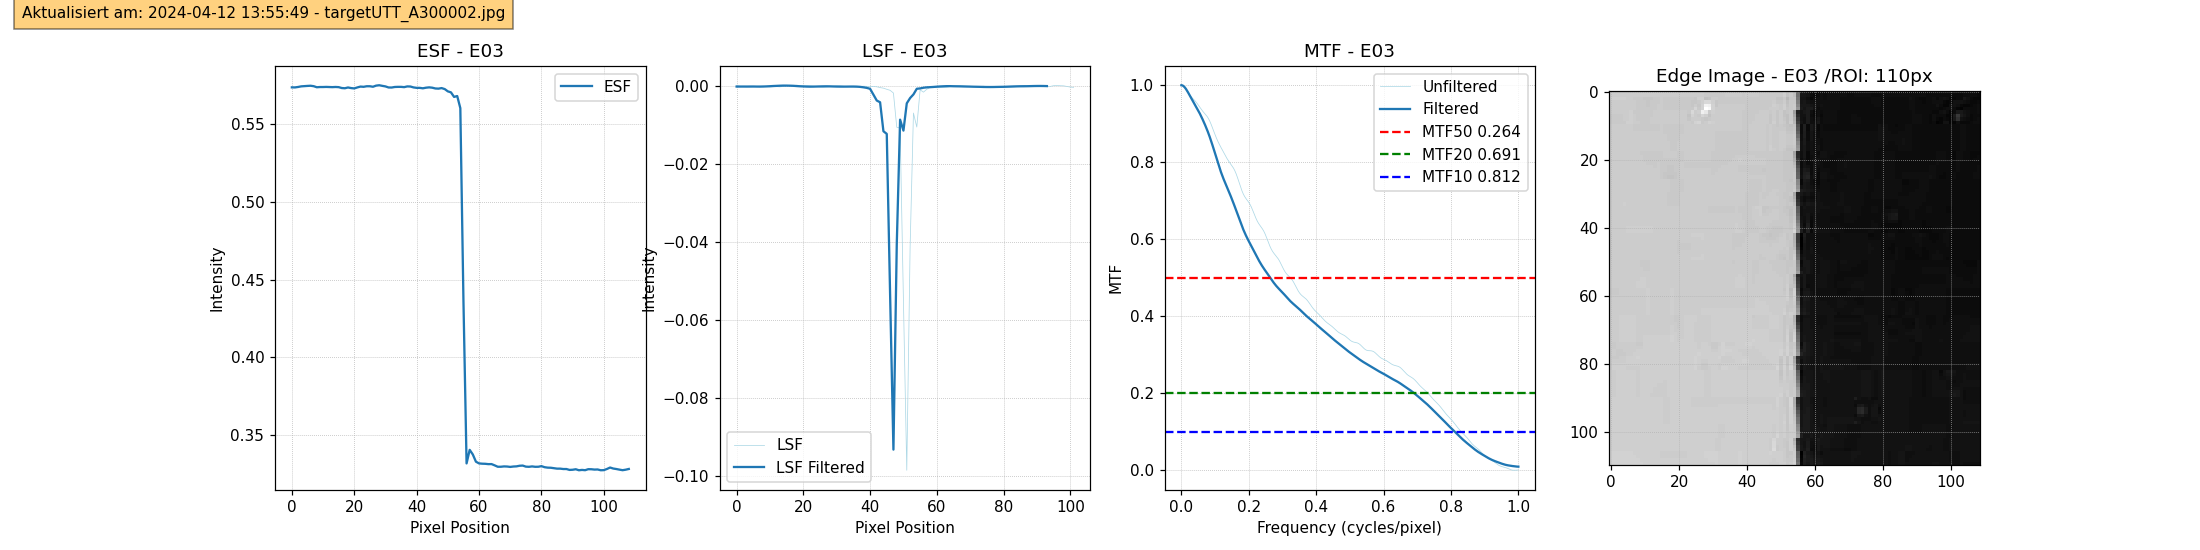 Aktualisiert am: 2024-04-12 13:55:49 - targetUTT_A300002.jpg
ESF - E03
ESF
0.55
0.50
0.45
0.40
0.35
Intensity
0 20 40 60 80 100
Pixel Position
LSF - E03
0.00
−0.02
−0.04
−0.06
−0.08
−0.10
Intensity
LSF
LSF Filtered
0 20 40 60 80 100
Pixel Position
MTF - E03
Unfiltered
Filtered
MTF50 0.264
MTF20 0.691
MTF10 0.812
1.0
0.8
0.6
0.4
0.2
0.0
MTF
0.0 0.2 0.4 0.6 0.8 1.0
Frequency (cycles/pixel)
Edge Image - E03 /ROI: 110px
0
20
40
60
80
100
0 20 40 60 80 100